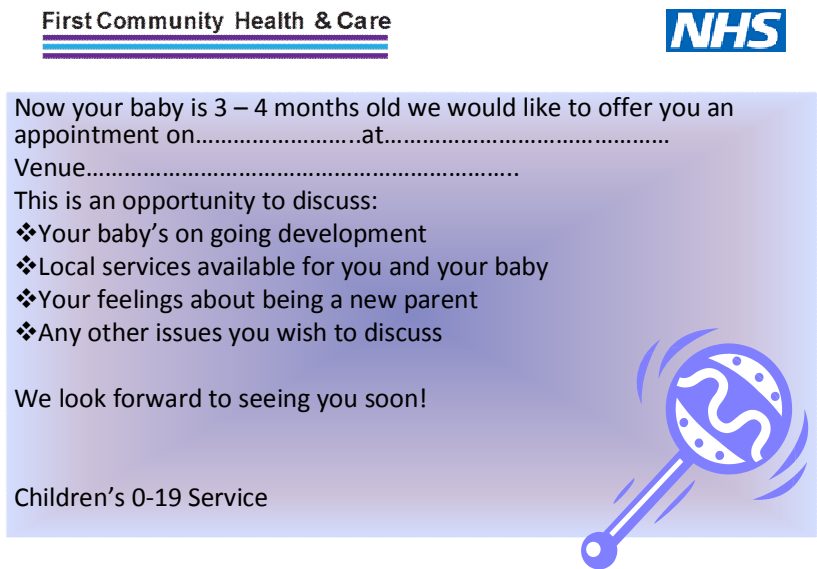 First Community Health & Care
NHS
Now your baby is 3 – 4 months old we would like to offer you an
appointment on……………………..at……………………………………
Venue………………………………………………………..
This is an opportunity to discuss:
❖Your baby’s on going development
❖Local services available for you and your baby
❖Your feelings about being a new parent
❖Any other issues you wish to discuss
We look forward to seeing you soon!
Children’s 0-19 Service